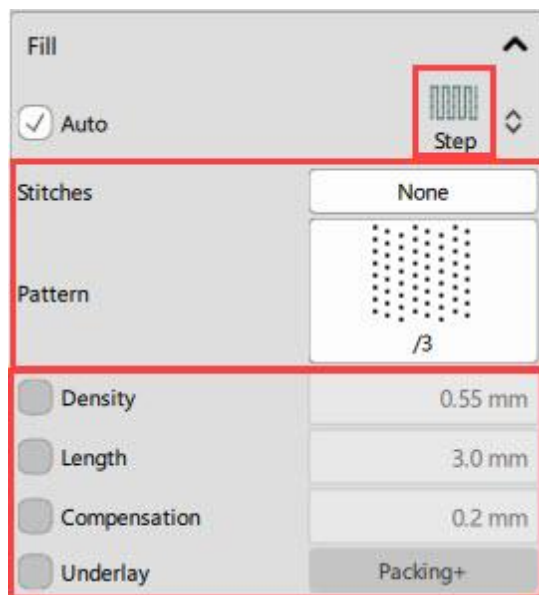 Fill
Auto
Step
Stitches None
Pattern
/3
Density 0.55 mm
Length 3.0 mm
Compensation 0.2 mm
Underlay Packing+